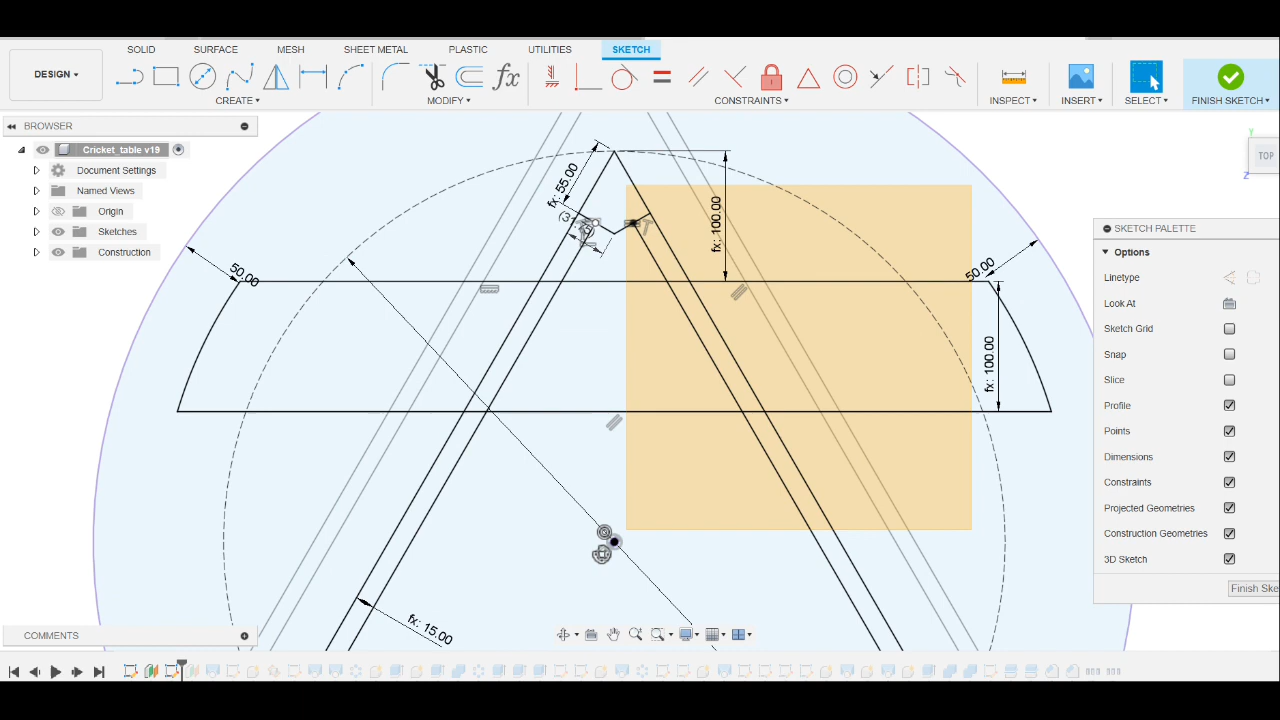 SOLID SURFACE MESH SHEET METAL PLASTIC UTILITIES SKETCH
DESIGN ▾
fx
CREATE ▾ MODIFY ▾ CONSTRAINTS ▾ INSPECT ▾ INSERT ▾ SELECT ▾ FINISH SKETCH ▾
BROWSER
Cricket_table v19
Document Settings
Named Views
Origin
Sketches
Construction
Y
TOP
Z
fx: 55.00
fx: 100.00
50.00
50.00
fx: 100.00
fx: 15.00
SKETCH PALETTE
Options
Linetype
Look At
Sketch Grid
Snap
Slice
Profile
Points
Dimensions
Constraints
Projected Geometries
Construction Geometries
3D Sketch
Finish Ske
COMMENTS